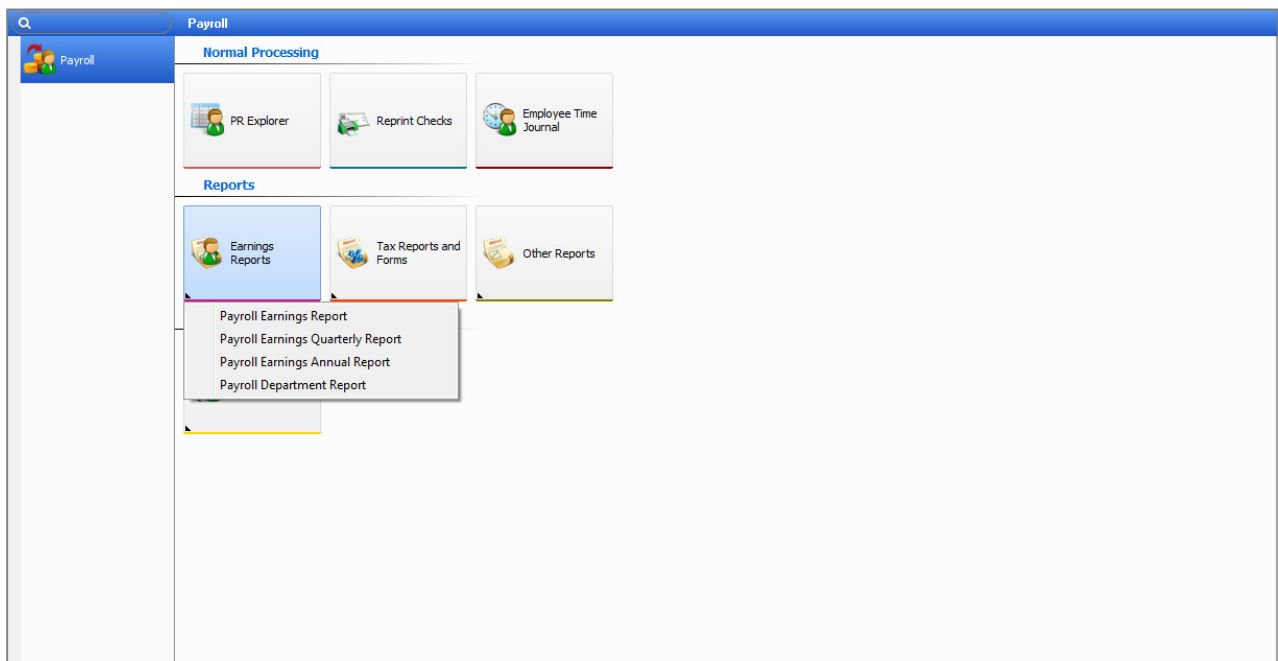 Payroll
Payroll
Normal Processing
PR Explorer
Reprint Checks
Employee Time
Journal
Reports
Earnings
Reports
Tax Reports and
Forms
Other Reports
Payroll Earnings Report
Payroll Earnings Quarterly Report
Payroll Earnings Annual Report
Payroll Department Report